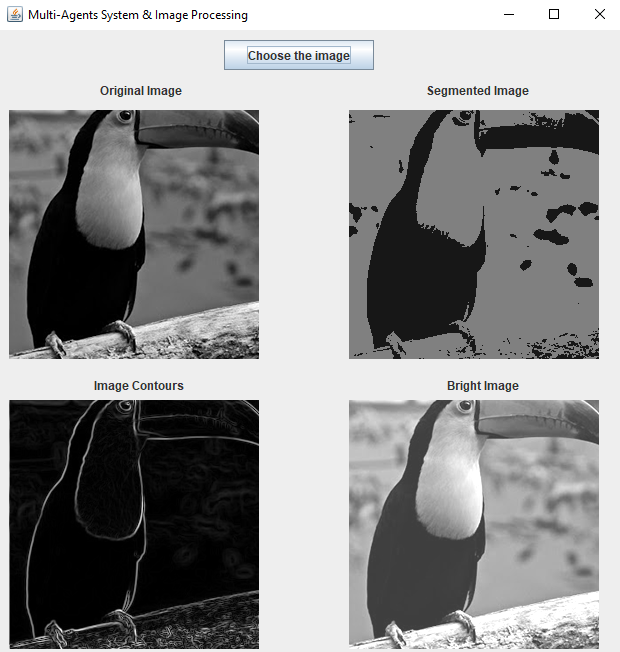 Multi-Agents System & Image Processing
Choose the image
Original Image
Segmented Image
Image Contours
Bright Image